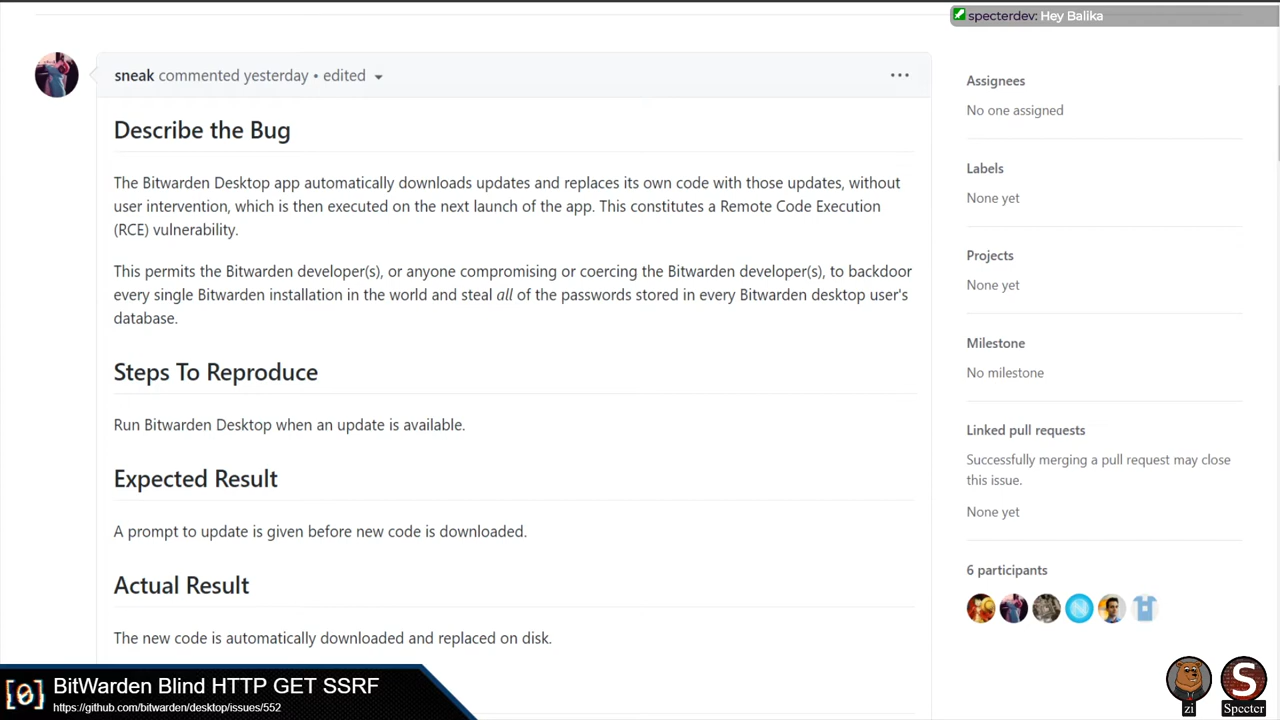 specterdev: Hey Balika
sneak commented yesterday • edited
Describe the Bug
The Bitwarden Desktop app automatically downloads updates and replaces its own code with those updates, without
user intervention, which is then executed on the next launch of the app. This constitutes a Remote Code Execution
(RCE) vulnerability.
This permits the Bitwarden developer(s), or anyone compromising or coercing the Bitwarden developer(s), to backdoor
every single Bitwarden installation in the world and steal all of the passwords stored in every Bitwarden desktop user's
database.
Steps To Reproduce
Run Bitwarden Desktop when an update is available.
Expected Result
A prompt to update is given before new code is downloaded.
Actual Result
The new code is automatically downloaded and replaced on disk.
Assignees
No one assigned
Labels
None yet
Projects
None yet
Milestone
No milestone
Linked pull requests
Successfully merging a pull request may close
this issue.
None yet
6 participants
[0]
BitWarden Blind HTTP GET SSRF
https://github.com/bitwarden/desktop/issues/552
zi
S
Specter